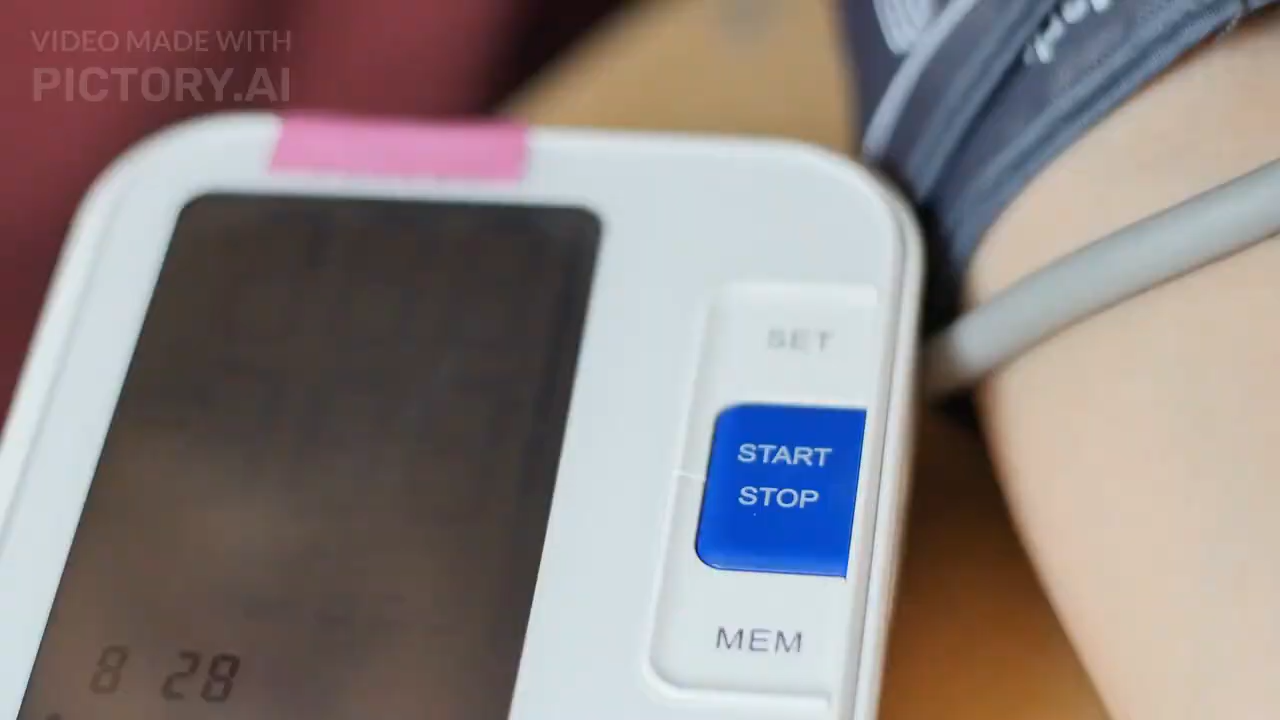 VIDEO MADE WITH
PICTORY.AI
SET
START
STOP
MEM
8 28